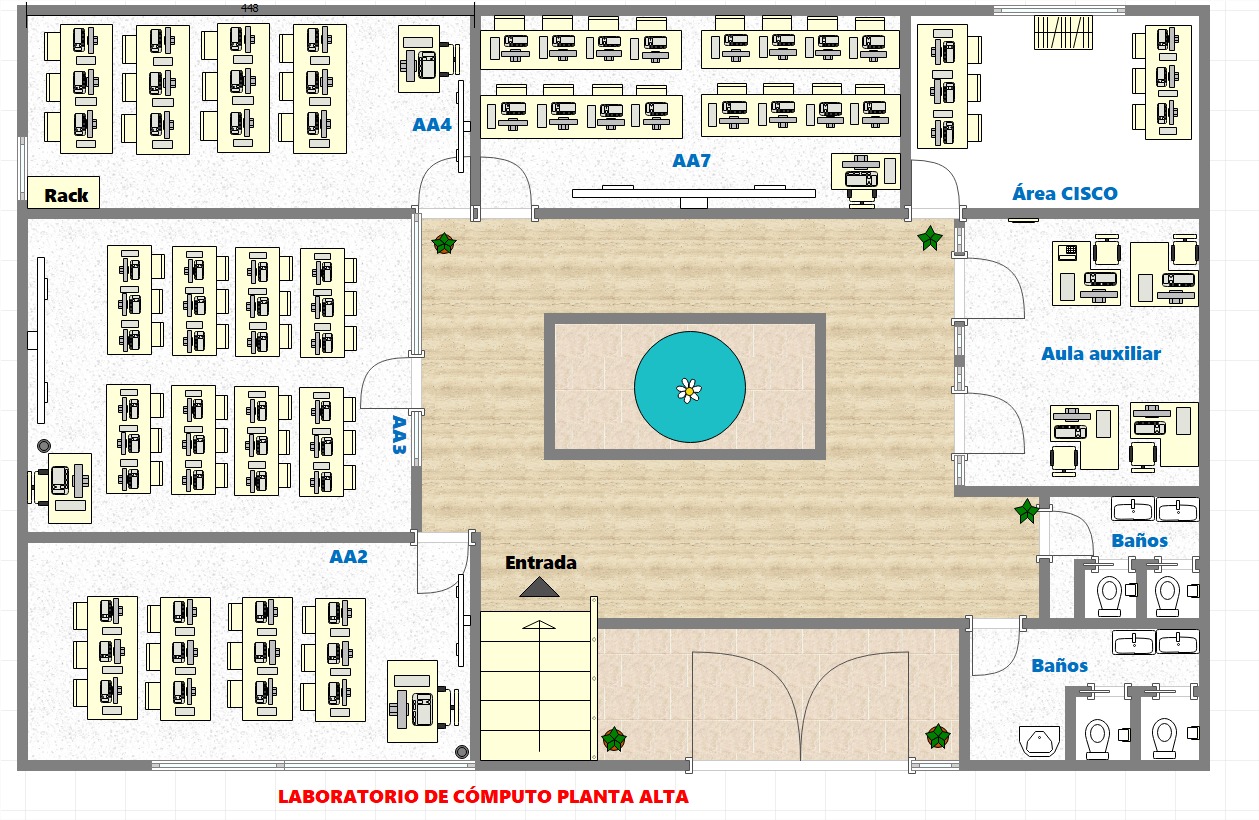 448
AA4
AA7
Rack
Área CISCO
Aula auxiliar
AA3
Baños
AA2
Entrada
Baños
LABORATORIO DE CÓMPUTO PLANTA ALTA